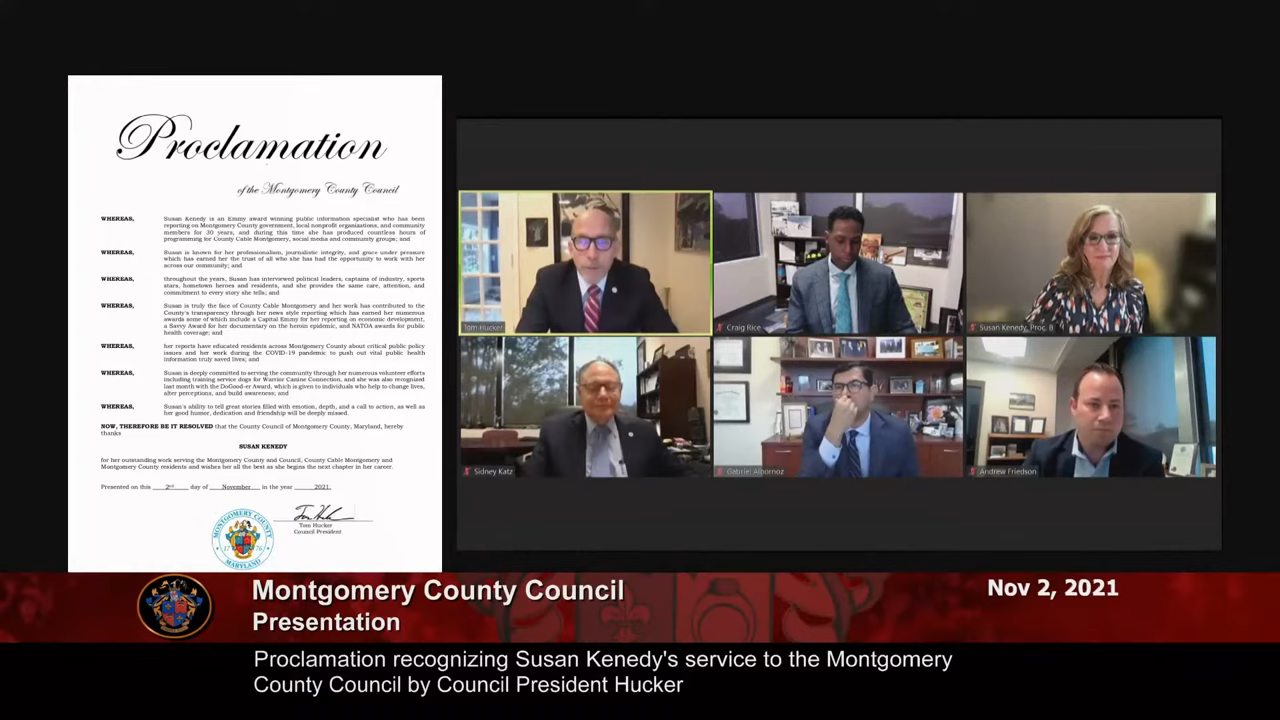 Proclamation
of the Montgomery County Council
WHEREAS, Susan Kenedy is an Emmy award winning public information specialist who has been
reporting on Montgomery County government, local nonprofit organizations, and community
members for 30 years, and during this time she has produced countless hours of
programming for County Cable Montgomery, social media and community groups; and
WHEREAS, Susan is known for her professionalism, journalistic integrity, and grace under pressure
which has earned her the trust of all who she has had the opportunity to work with her
across our community; and
WHEREAS, throughout the years, Susan has interviewed political leaders, captains of industry, sports
stars, hometown heroes and residents, and she provides the same care, attention, and
commitment to every story she tells; and
WHEREAS, Susan is truly the face of County Cable Montgomery and her work has contributed to the
County's transparency through her news style reporting which has earned her numerous
awards some of which include a Capital Emmy for her reporting on economic development,
a Savvy Award for her documentary on the heroin epidemic, and NATOA awards for public
health coverage; and
WHEREAS, her reports have educated residents across Montgomery County about critical public policy
issues and her work during the COVID-19 pandemic to push out vital public health
information truly saved lives; and
WHEREAS, Susan is deeply committed to serving the community through her numerous volunteer efforts
including training service dogs for Warrior Canine Connection, and she was also recognized
last month with the DoGood-er Award, which is given to individuals who help to change lives,
alter perceptions, and build awareness; and
WHEREAS, Susan's ability to tell great stories filled with emotion, depth, and a call to action, as well as
her good humor, dedication and friendship will be deeply missed.
NOW, THEREFORE BE IT RESOLVED that the County Council of Montgomery County, Maryland, hereby
thanks
SUSAN KENEDY
for her outstanding work serving the Montgomery County and Council, County Cable Montgomery and
Montgomery County residents and wishes her all the best as she begins the next chapter in her career.
Presented on this 2nd day of November in the year 2021.
Tom Hucker
Council President
MONTGOMERY COUNTY
1776
MARYLAND
Tom Hucker
Craig Rice
Susan Kenedy, Proc. B
Sidney Katz
Gabriel Albornoz
Andrew Friedson
Montgomery County Council
Presentation
Nov 2, 2021
Proclamation recognizing Susan Kenedy's service to the Montgomery
County Council by Council President Hucker